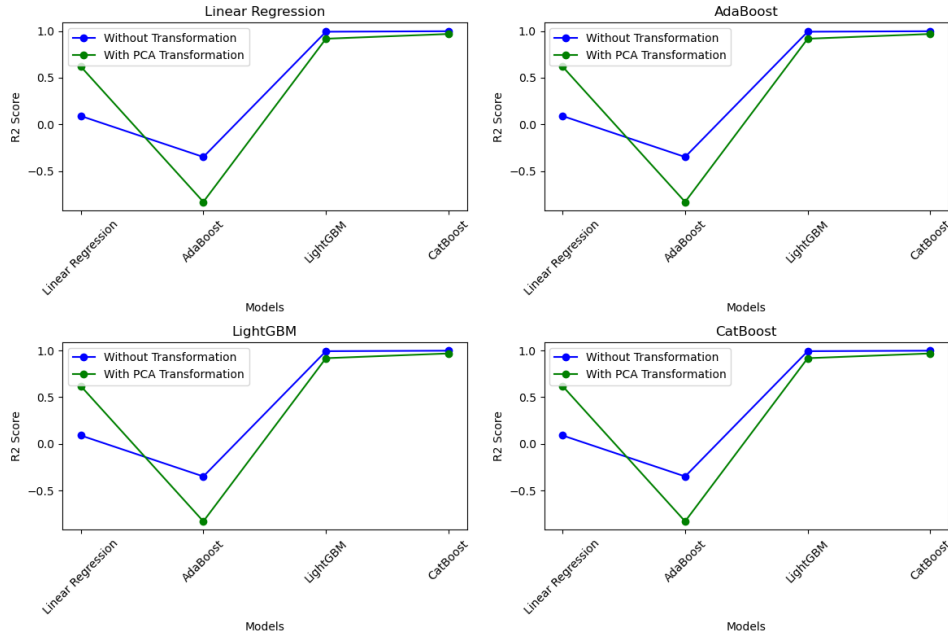 Linear Regression
1.0
0.5
0.0
−0.5
R2 Score
Without Transformation
With PCA Transformation
Linear Regression
AdaBoost
LightGBM
CatBoost
Models
AdaBoost
1.0
0.5
0.0
−0.5
R2 Score
Without Transformation
With PCA Transformation
Linear Regression
AdaBoost
LightGBM
CatBoost
Models
LightGBM
1.0
0.5
0.0
−0.5
R2 Score
Without Transformation
With PCA Transformation
Linear Regression
AdaBoost
LightGBM
CatBoost
Models
CatBoost
1.0
0.5
0.0
−0.5
R2 Score
Without Transformation
With PCA Transformation
Linear Regression
AdaBoost
LightGBM
CatBoost
Models